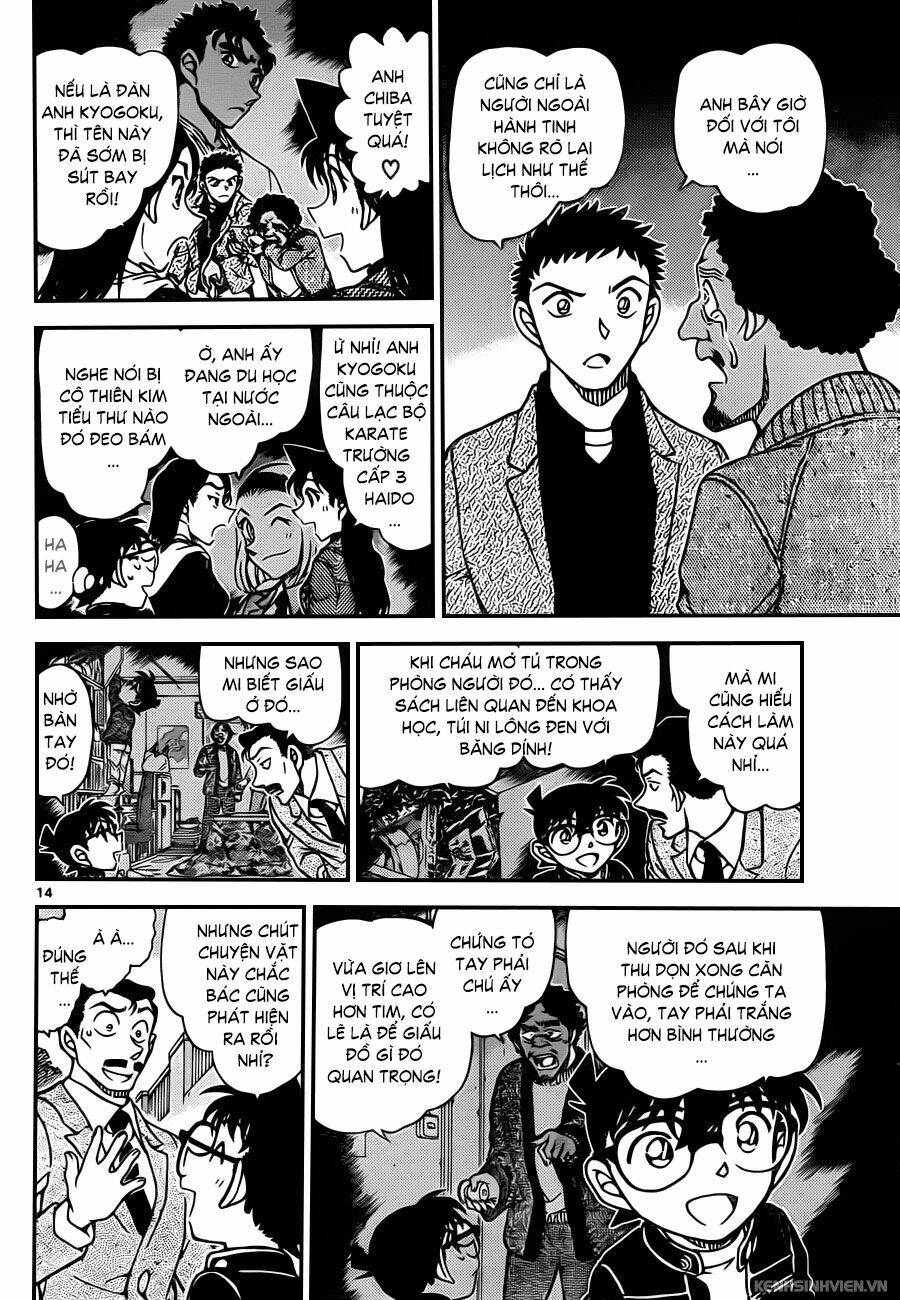 ANH BÂY GIỜ
ĐỐI VỚI TÔI
MÀ NÓI
...
CŨNG CHỈ LÀ
NGƯỜI NGOÀI
HÀNH TINH
KHÔNG RÕ LAI
LỊCH NHƯ THẾ
THÔI...
ANH
CHIBA
TUYỆT
QUÁ!
♡
NẾU LÀ ĐÀN
ANH KYOGOKU,
THÌ TÊN NÀY
ĐÃ SỚM BỊ
SÚT BAY
RỒI!
Ừ NHỈ! ANH
KYOGOKU
CŨNG THUỘC
CÂU LẠC BỘ
KARATE
TRƯỜNG
CẤP 3
HAIDO
...
Ờ, ANH ẤY
ĐANG DU HỌC
TẠI NƯỚC
NGOÀI...
NGHE NÓI BỊ
CÔ THIÊN KIM
TIỂU THƯ NÀO
ĐÓ ĐEO BÁM
...
HA
HA
...
MÀ MI
CŨNG HIỂU
CÁCH LÀM
NÀY QUÁ
NHỈ...
KHI CHÁU MỞ TỦ TRONG
PHÒNG NGƯỜI ĐÓ... CÓ THẤY
SÁCH LIÊN QUAN ĐẾN KHOA
HỌC, TÚI NI LÔNG ĐEN VỚI
BĂNG DÍNH!
NHƯNG SAO
MI BIẾT GIẤU
Ở ĐÓ...
NHỜ
BÀN
TAY
ĐÓ!
14
NGƯỜI ĐÓ SAU KHI
THU DỌN XONG CĂN
PHÒNG ĐỂ CHÚNG TA
VÀO, TAY PHẢI TRẮNG
HƠN BÌNH THƯỜNG
...
CHỨNG TỎ
TAY PHẢI
CHÚ ẤY
...
VỪA GIƠ LÊN
VỊ TRÍ CAO
HƠN TIM, CÓ
LẼ LÀ ĐỂ GIẤU
ĐỒ GÌ ĐÓ
QUAN TRỌNG!
NHƯNG CHÚT
CHUYỆN VẶT
NÀY CHẮC
BÁC CŨNG
PHÁT HIỆN
RA RỒI
NHỈ?
À À...
ĐÚNG
THẾ
...
KENHSINHVIEN.VN